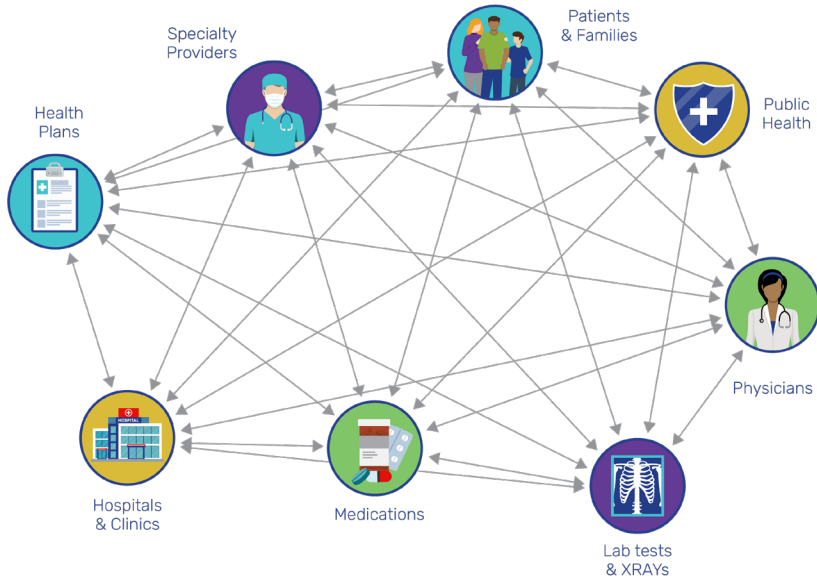 Patients
& Families
Specialty
Providers
Public
Health
Health
Plans
Physicians
HOSPITAL
Hospitals
& Clinics
Medications
Lab tests
& XRAYs